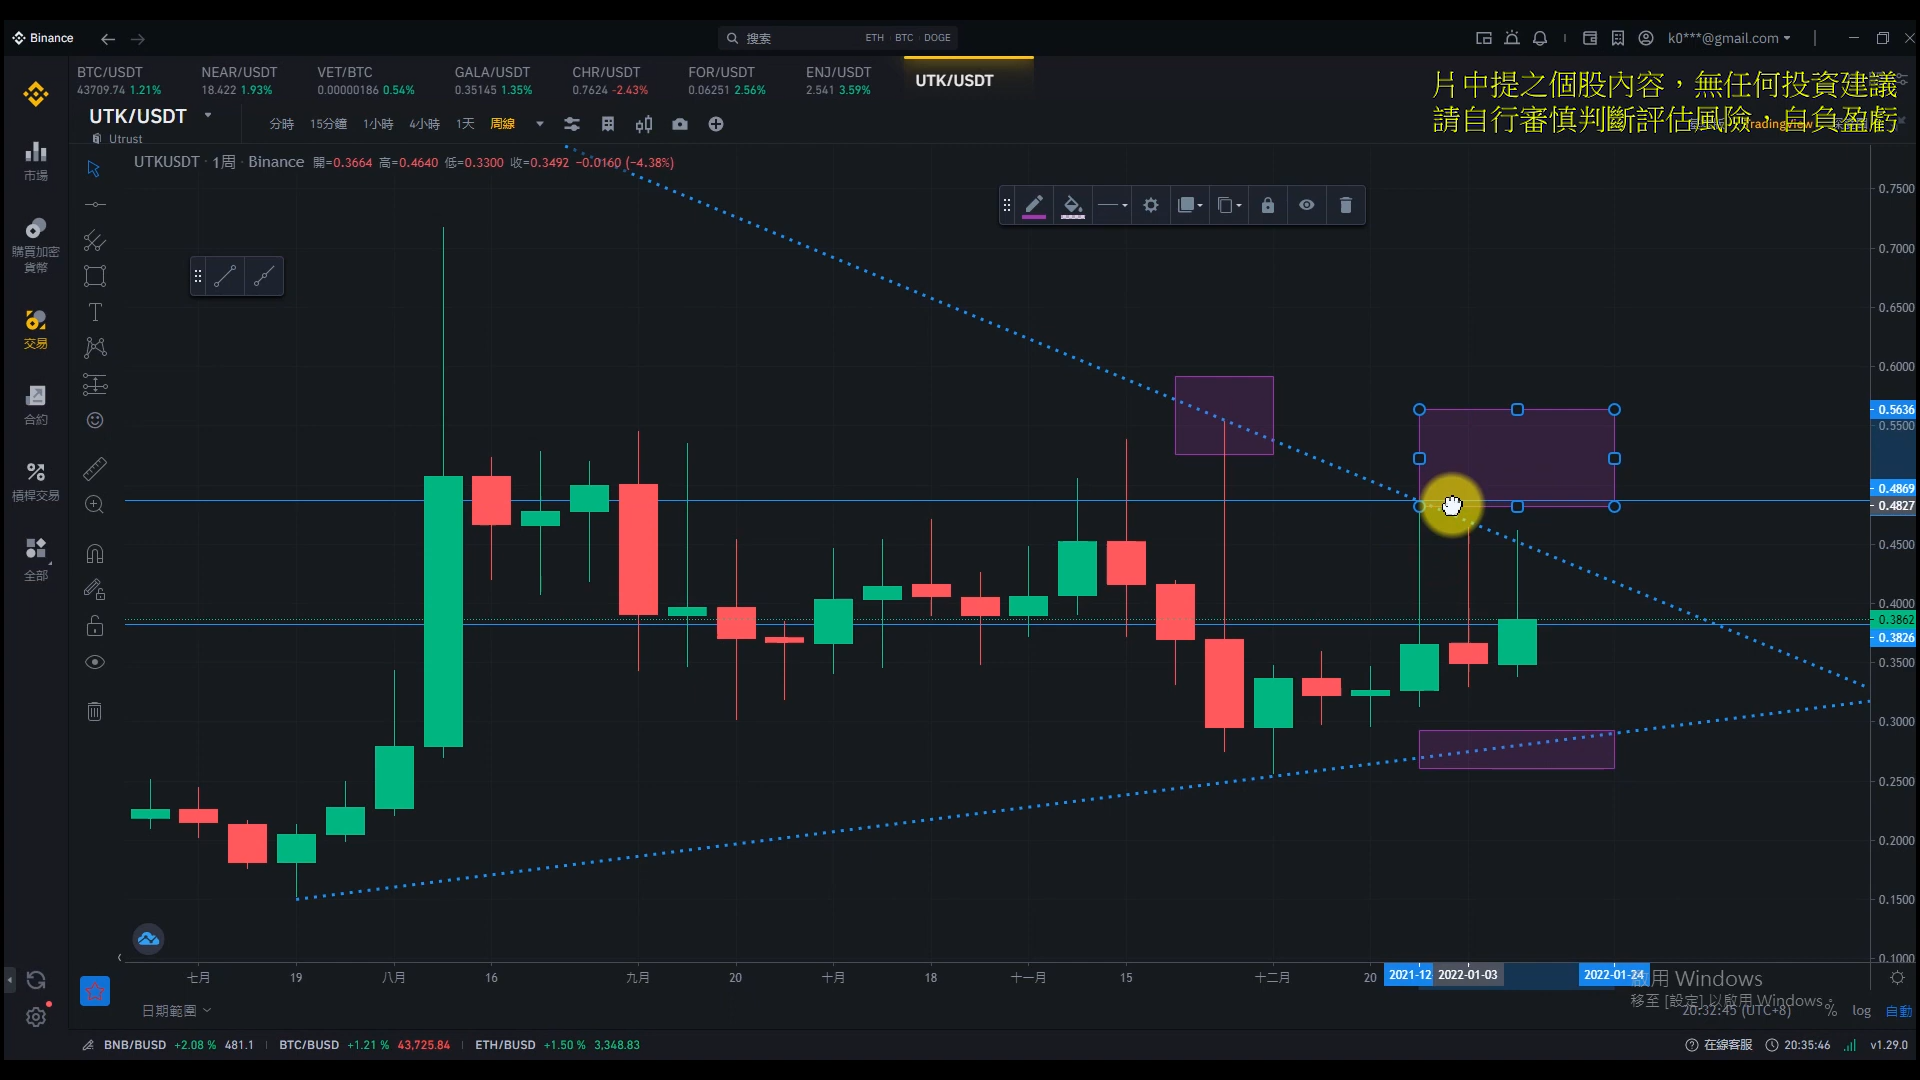 Binance
搜索
ETH BTC DOGE
k0***@gmail.com
BTC/USDT
43709.74 1.21%
NEAR/USDT
18.422 1.93%
VET/BTC
0.00000186 0.54%
GALA/USDT
0.35145 1.35%
CHR/USDT
0.7624 -2.43%
FOR/USDT
0.06251 2.56%
ENJ/USDT
2.541 3.59%
UTK/USDT
片中提之個股內容，無任何投資建議
請自行審慎判斷評估風險，自負盈虧
TradingView
UTK/USDT
Utrust
分時 15分鐘 1小時 4小時 1天 周線
UTKUSDT · 1周 · Binance 開=0.3664 高=0.4640 低=0.3300 收=0.3492 −0.0160 (−4.38%)
市場
購買加密
貨幣
交易
合約
槓桿交易
全部
0.7500
0.7000
0.6500
0.6000
0.5636
0.5500
0.4869
0.4827
0.4500
0.4000
0.3862
0.3826
0.3500
0.3000
0.2500
0.2000
0.1500
0.1000
七月 19 八月 16 九月 20 十月 18 十一月 15 十二月 20 2021-12 2022-01-03 2022-01-24
啟用 Windows
移至 [設定] 以啟用 Windows。
日期範圍
20:32:45 (UTC+8) % log 自動
BNB/BUSD +2.08 % 481.1 BTC/BUSD +1.21 % 43,725.84 ETH/BUSD +1.50 % 3,348.83
在線客服 20:35:46 v1.29.0